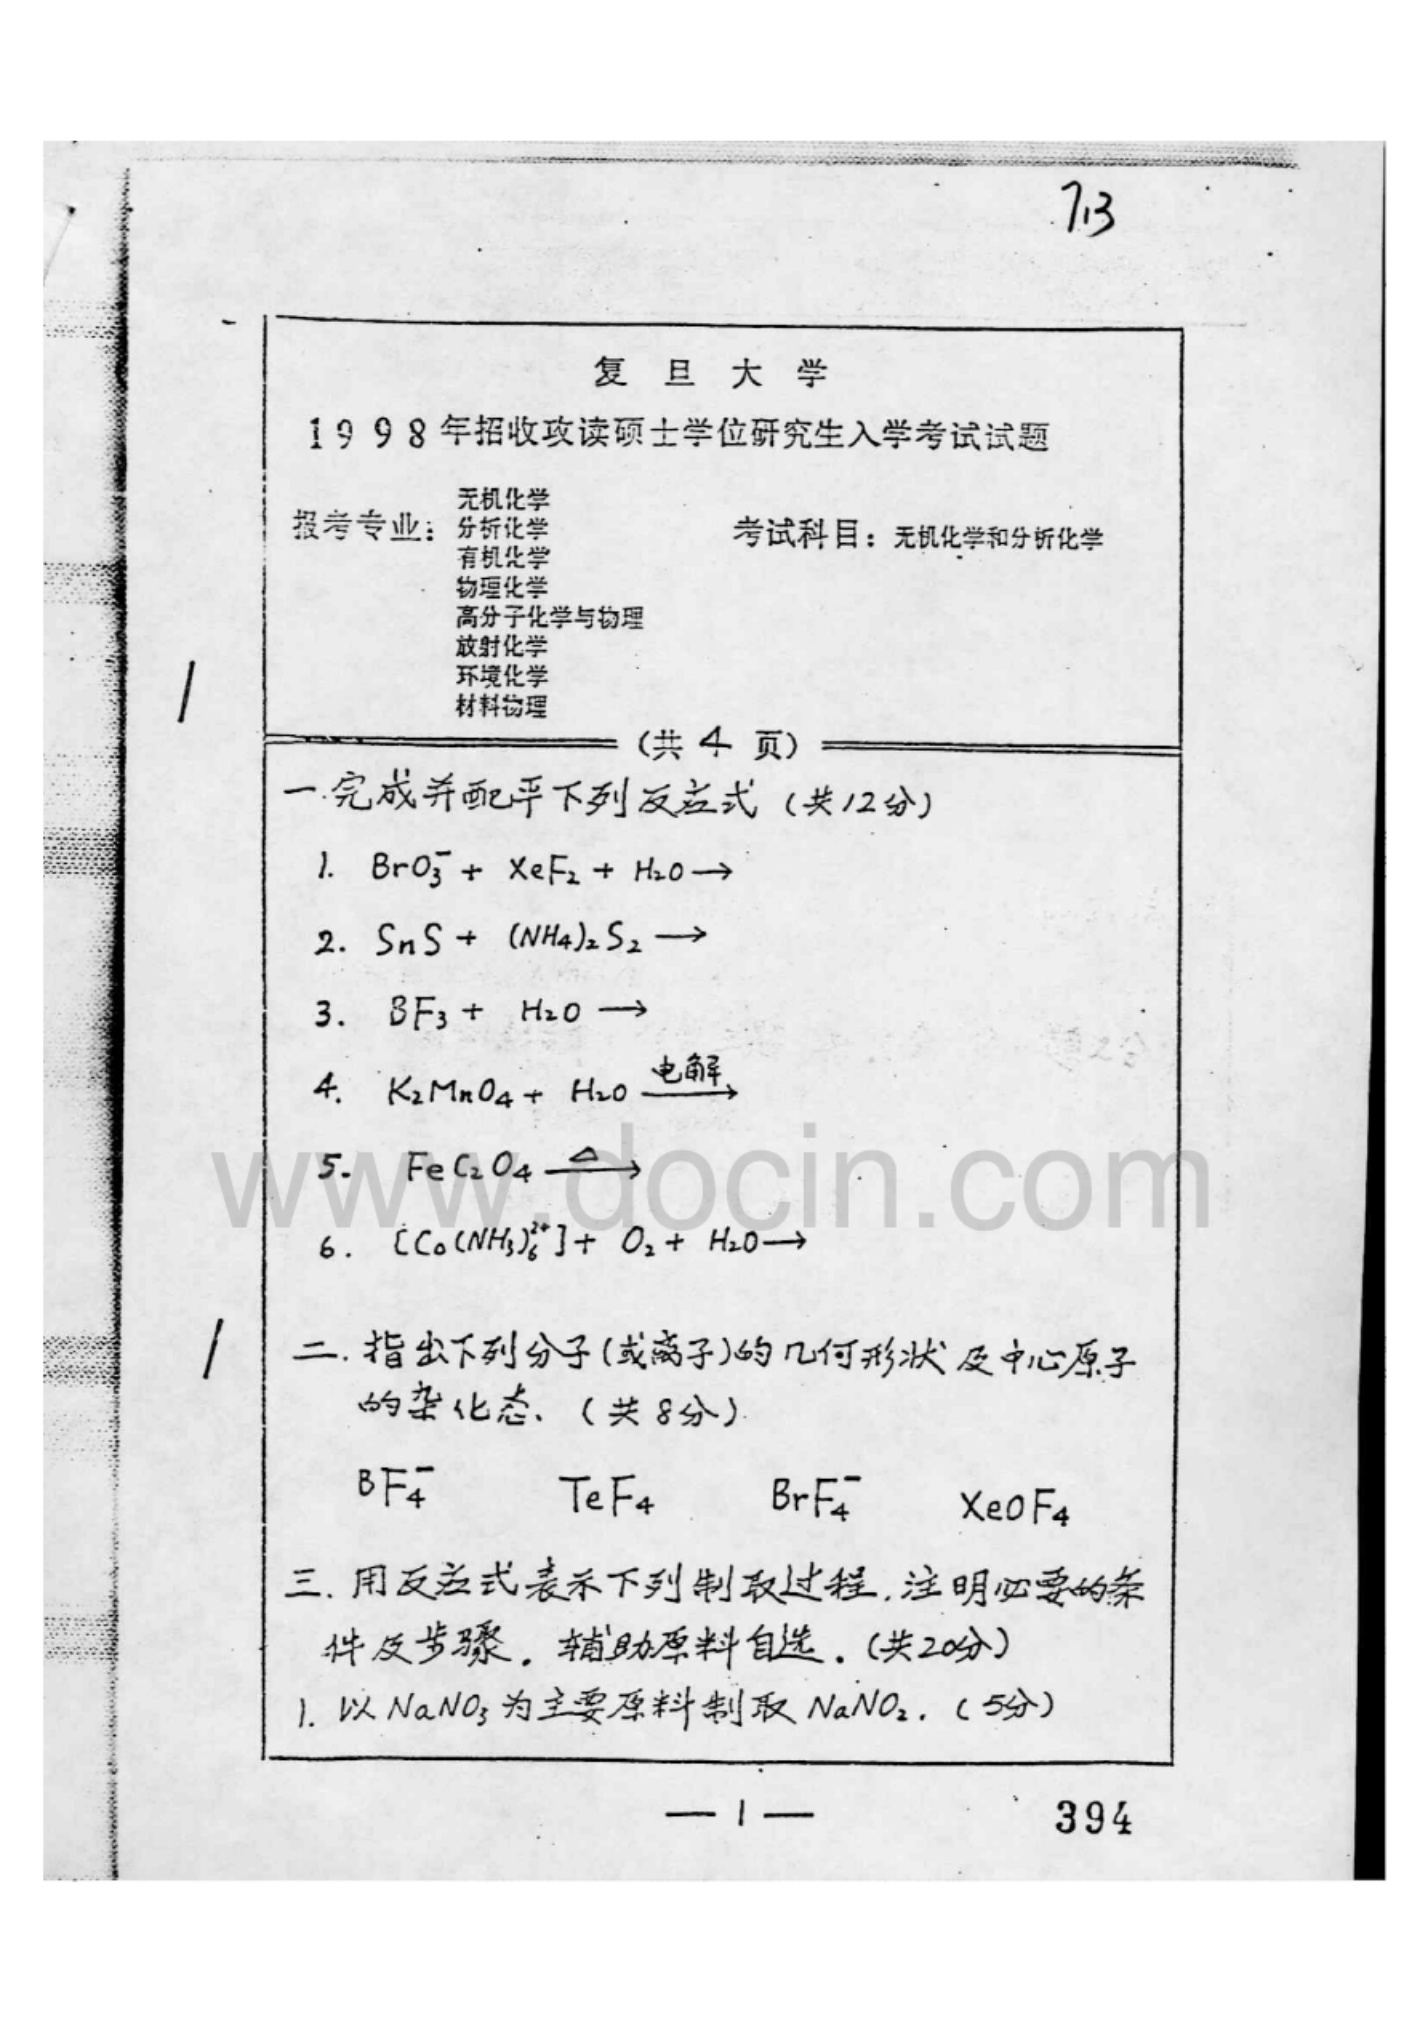 713
复旦大学
1998年招收攻读硕士学位研究生入学考试试题
报考专业：
无机化学
分析化学
有机化学
物理化学
高分子化学与物理
放射化学
环境化学
材料物理
考试科目：无机化学和分析化学
(共 4 页)
一.完成并配平下列反应式（共12分）
1. BrO₃⁻ + XeF₂ + H₂O →
2. SnS + (NH₄)₂S₂ →
3. BF₃ + H₂O →
4. K₂MnO₄ + H₂O 电解→
5. FeC₂O₄ △→
6. [Co(NH₃)₆²⁺] + O₂ + H₂O →
二.指出下列分子(或离子)的几何形状及中心原子
的杂化态.（共8分）
BF₄⁻ TeF₄ BrF₄⁻ XeOF₄
三.用反应式表示下列制取过程.注明必要的条
件及步骤.辅助原料自选.(共20分)
1. 以NaNO₃为主要原料制取NaNO₂.(5分)
— 1 —
394
www.docin.com